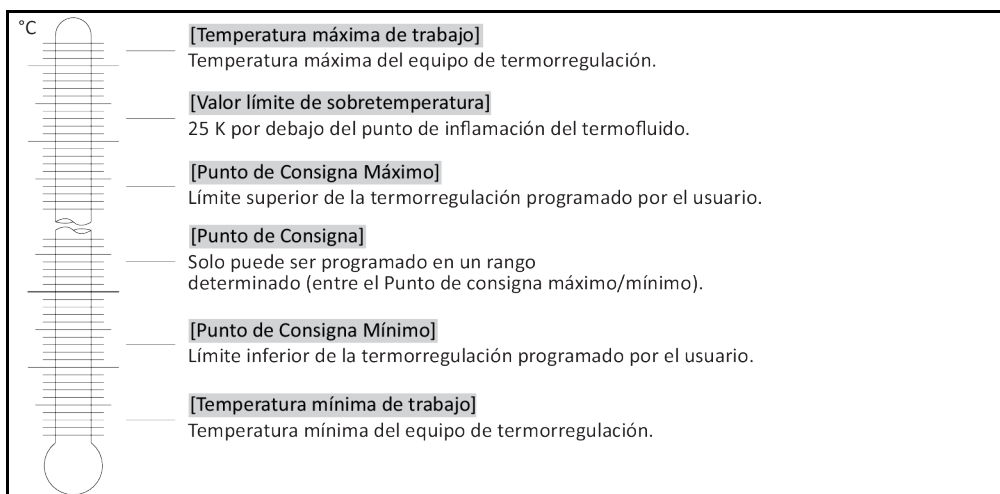 °C
[Temperatura máxima de trabajo]
Temperatura máxima del equipo de termorregulación.
[Valor límite de sobretemperatura]
25 K por debajo del punto de inflamación del termofluido.
[Punto de Consigna Máximo]
Límite superior de la termorregulación programado por el usuario.
[Punto de Consigna]
Solo puede ser programado en un rango
determinado (entre el Punto de consigna máximo/mínimo).
[Punto de Consigna Mínimo]
Límite inferior de la termorregulación programado por el usuario.
[Temperatura mínima de trabajo]
Temperatura mínima del equipo de termorregulación.